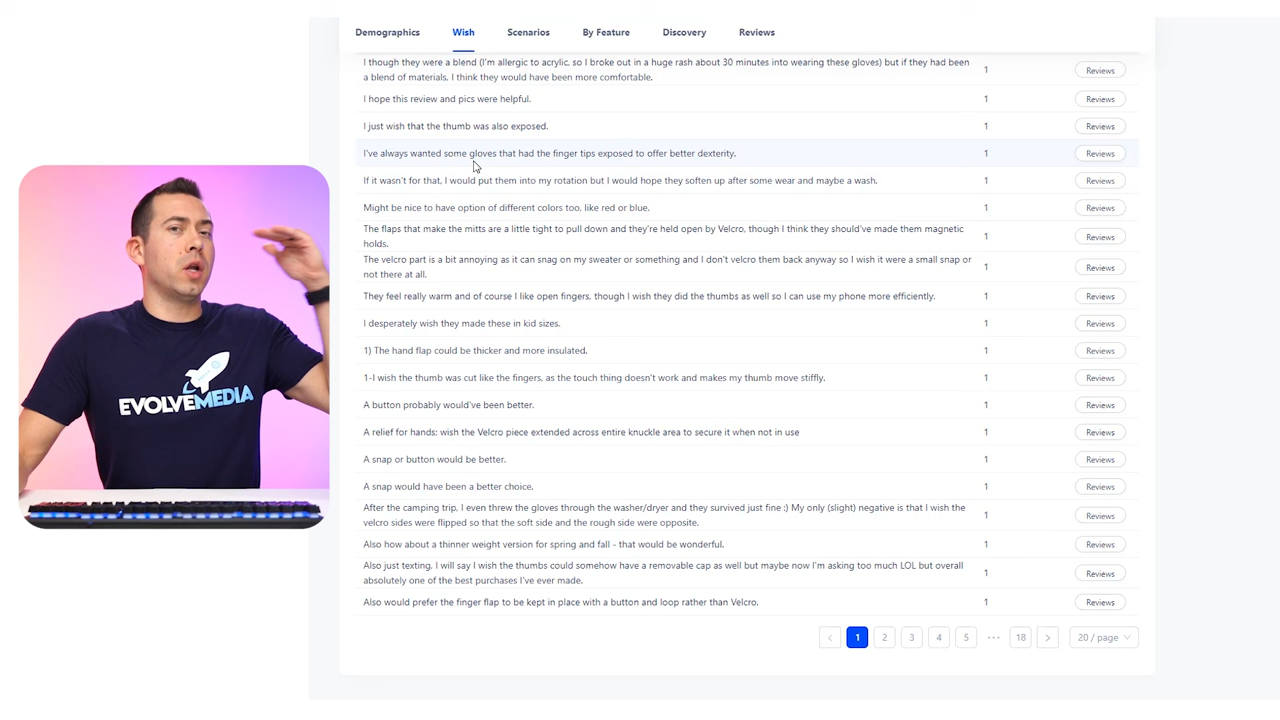 Demographics
Wish
Scenarios
By Feature
Discovery
Reviews
I though they were a blend (I'm allergic to acrylic, so I broke out in a huge rash about 30 minutes into wearing these gloves) but if they had been
a blend of materials, I think they would have been more comfortable.
1
Reviews
I hope this review and pics were helpful.
1
Reviews
I just wish that the thumb was also exposed.
1
Reviews
I've always wanted some gloves that had the finger tips exposed to offer better dexterity.
1
Reviews
If it wasn't for that, I would put them into my rotation but I would hope they soften up after some wear and maybe a wash.
1
Reviews
Might be nice to have option of different colors too, like red or blue.
1
Reviews
The flaps that make the mitts are a little tight to pull down and they're held open by Velcro, though I think they should've made them magnetic
holds.
1
Reviews
The velcro part is a bit annoying as it can snag on my sweater or something and I don't velcro them back anyway so I wish it were a small snap or
not there at all.
1
Reviews
They feel really warm and of course I like open fingers, though I wish they did the thumbs as well so I can use my phone more efficiently.
1
Reviews
I desperately wish they made these in kid sizes.
1
Reviews
1) The hand flap could be thicker and more insulated.
1
Reviews
1-I wish the thumb was cut like the fingers, as the touch thing doesn't work and makes my thumb move stiffly.
1
Reviews
A button probably would've been better.
1
Reviews
A relief for hands; wish the Velcro piece extended across entire knuckle area to secure it when not in use
1
Reviews
A snap or button would be better.
1
Reviews
A snap would have been a better choice.
1
Reviews
After the camping trip, I even threw the gloves through the washer/dryer and they survived just fine :) My only (slight) negative is that I wish the
velcro sides were flipped so that the soft side and the rough side were opposite.
1
Reviews
Also how about a thinner weight version for spring and fall - that would be wonderful.
1
Reviews
Also just texting, I will say I wish the thumbs could somehow have a removable cap as well but maybe now I'm asking too much LOL but overall
absolutely one of the best purchases I've ever made.
1
Reviews
Also would prefer the finger flap to be kept in place with a button and loop rather than Velcro.
1
Reviews
< 1 2 3 4 5 ••• 18 > 20 / page
EVOLVEMEDIA